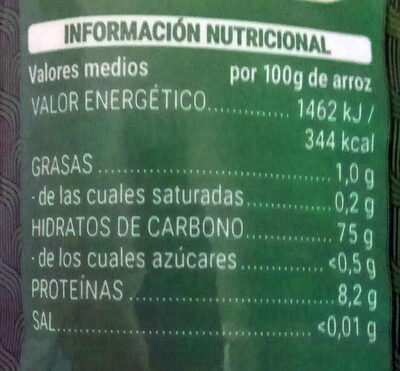 INFORMACIÓN NUTRICIONAL
Valores medios por 100g de arroz
VALOR ENERGÉTICO.............. 1462 kJ /
344 kcal
GRASAS ................................. 1,0 g
- de las cuales saturadas........ 0,2 g
HIDRATOS DE CARBONO.............. 75 g
- de los cuales azúcares.............. <0,5 g
PROTEÍNAS .............................. 8,2 g
SAL........................................ <0,01 g